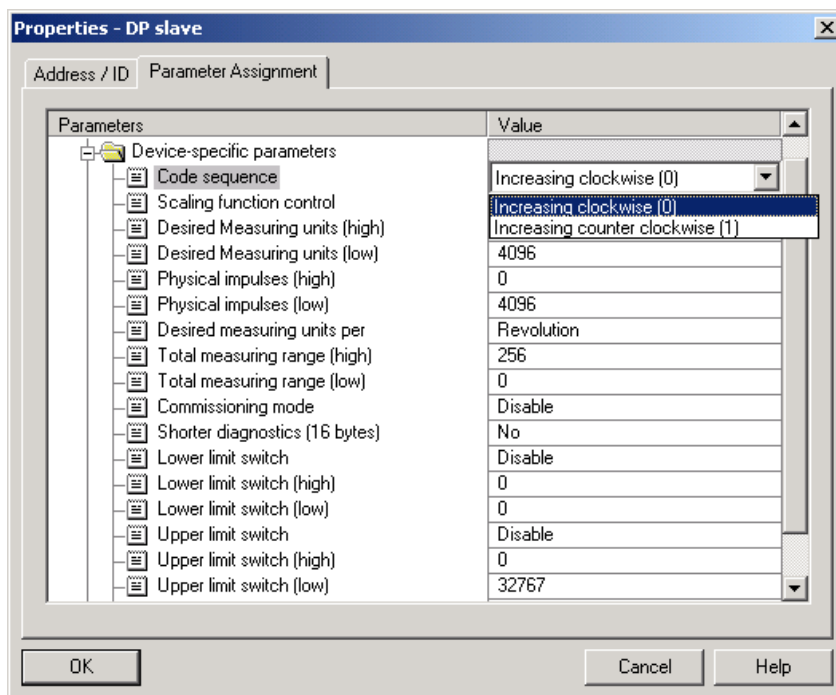 Properties - DP slave
Address / ID Parameter Assignment
Parameters Value
Device-specific parameters
Code sequence Increasing clockwise (0)
Scaling function control Increasing clockwise (0)
Desired Measuring units (high) Increasing counter clockwise (1)
Desired Measuring units (low) 4096
Physical impulses (high) 0
Physical impulses (low) 4096
Desired measuring units per Revolution
Total measuring range (high) 256
Total measuring range (low) 0
Commissioning mode Disable
Shorter diagnostics (16 bytes) No
Lower limit switch Disable
Lower limit switch (high) 0
Lower limit switch (low) 0
Upper limit switch Disable
Upper limit switch (high) 0
Upper limit switch (low) 32767
OK Cancel Help